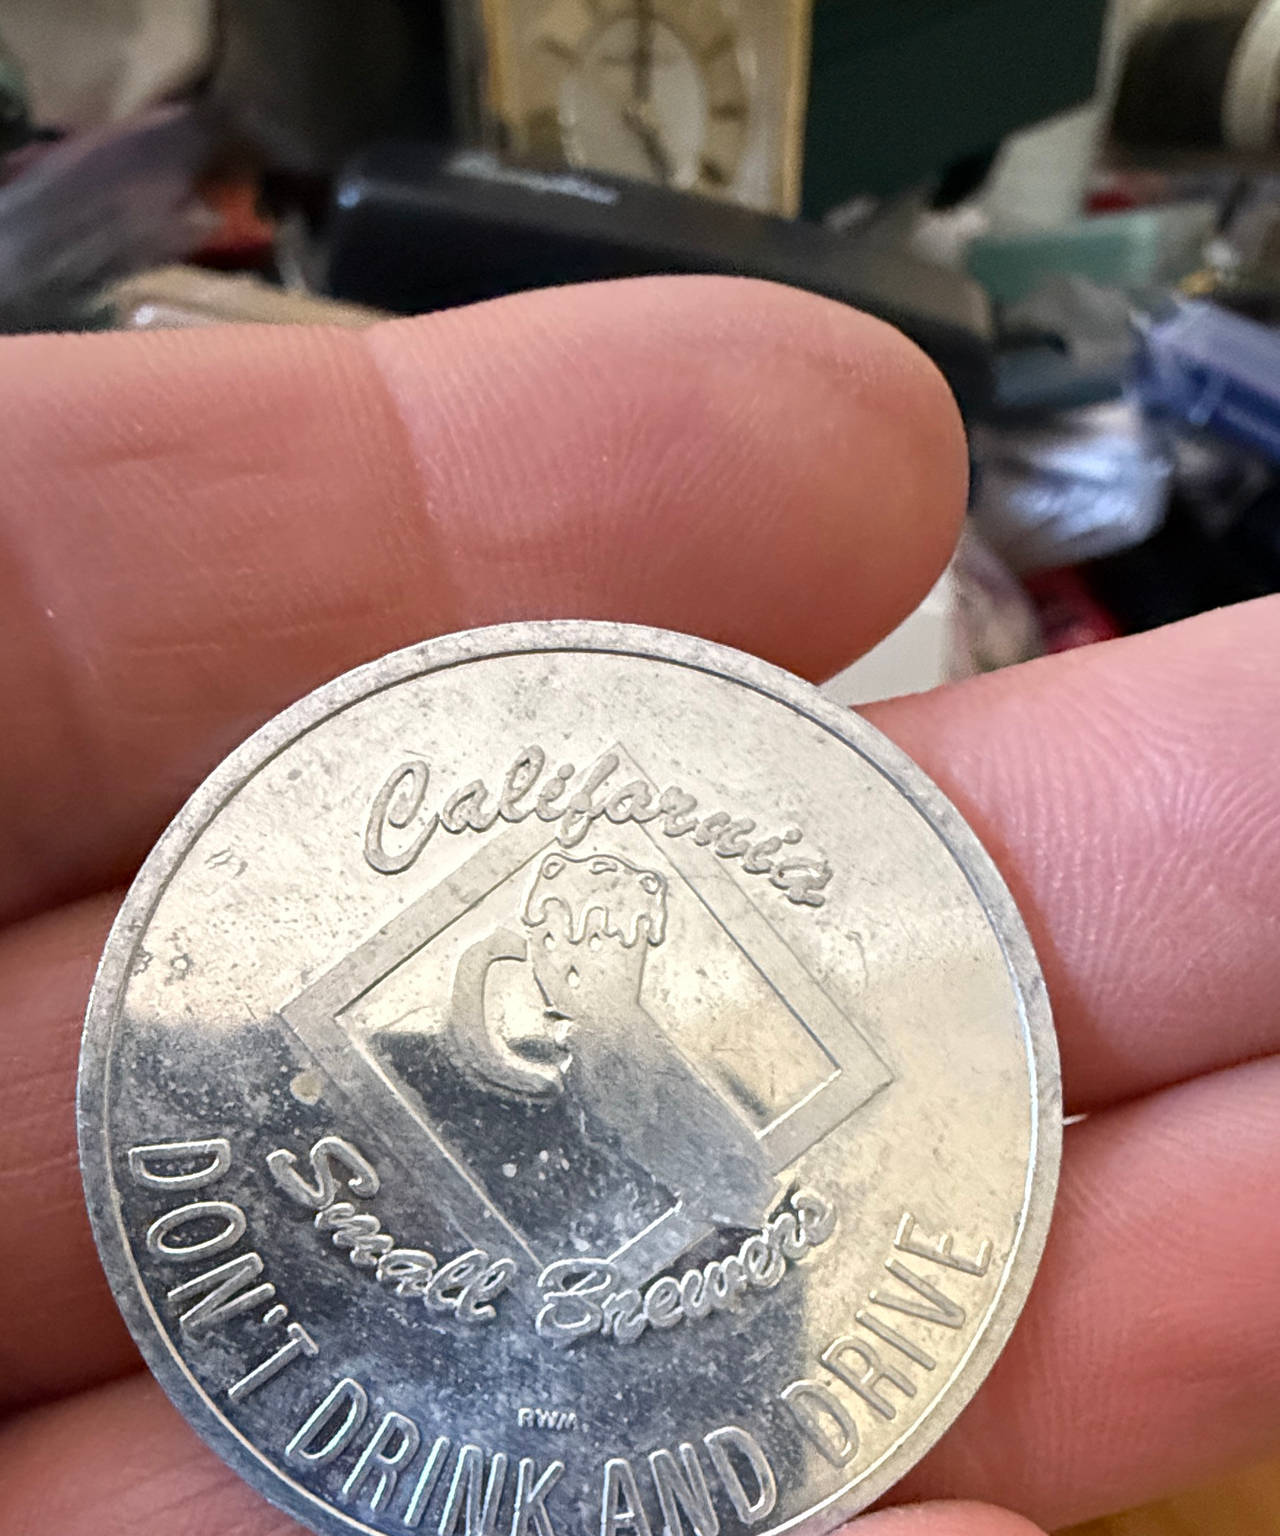 California
Small Brewers
RWM
DON'T DRINK AND DRIVE